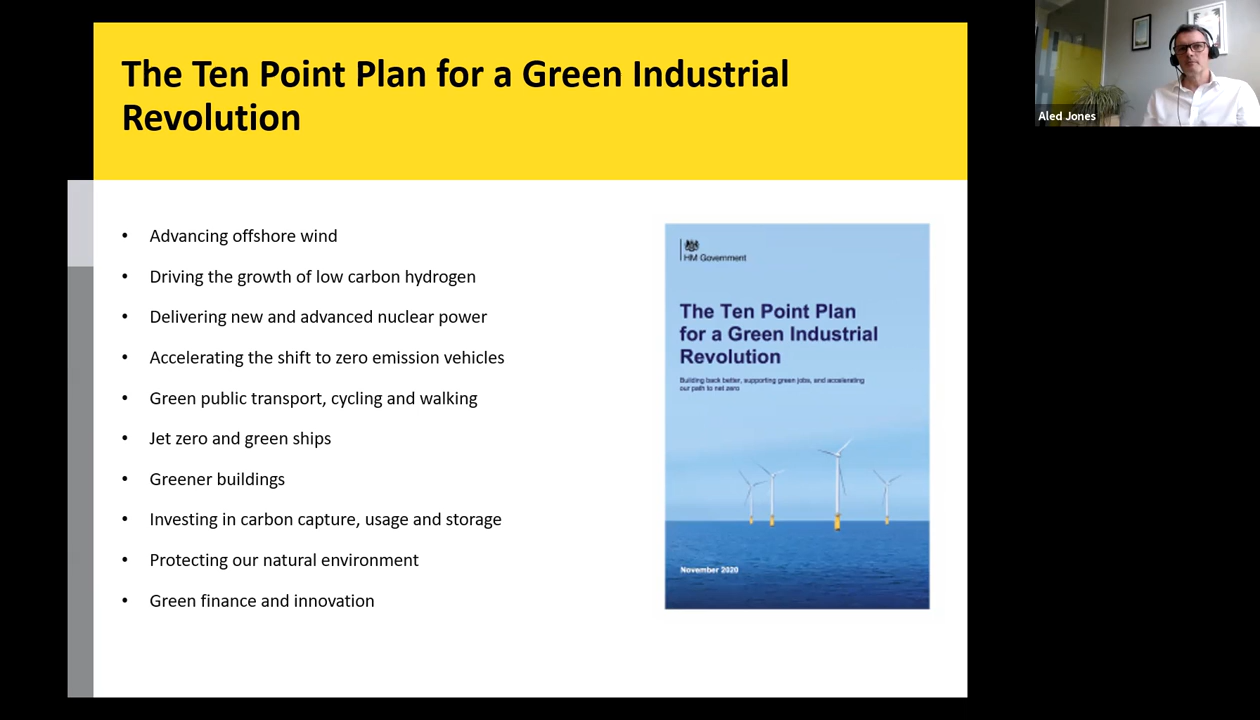 The Ten Point Plan for a Green Industrial
Revolution
• Advancing offshore wind
• Driving the growth of low carbon hydrogen
• Delivering new and advanced nuclear power
• Accelerating the shift to zero emission vehicles
• Green public transport, cycling and walking
• Jet zero and green ships
• Greener buildings
• Investing in carbon capture, usage and storage
• Protecting our natural environment
• Green finance and innovation
HM Government
The Ten Point Plan
for a Green Industrial
Revolution
Building back better, supporting green jobs, and accelerating
our path to net zero
November 2020
Aled Jones